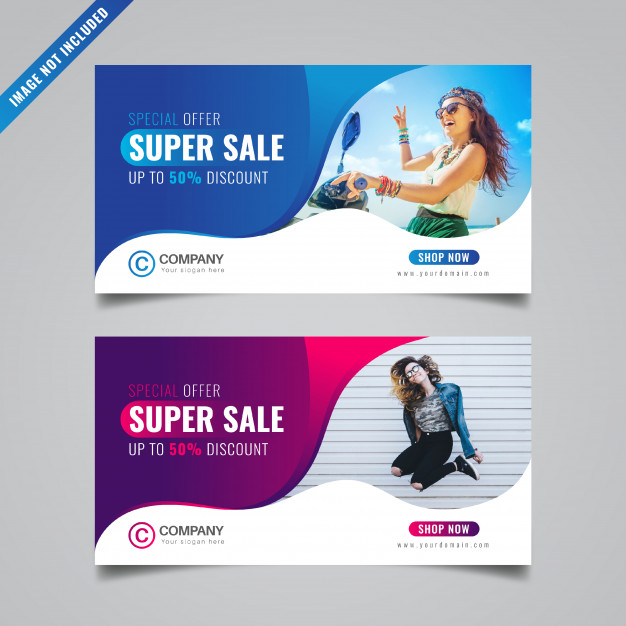 IMAGE NOT INCLUDED
SPECIAL OFFER
SUPER SALE
UP TO 50% DISCOUNT
C COMPANY
Your slogan here
SHOP NOW
www.yourdomain.com
SPECIAL OFFER
SUPER SALE
UP TO 50% DISCOUNT
C COMPANY
Your slogan here
SHOP NOW
www.yourdomain.com